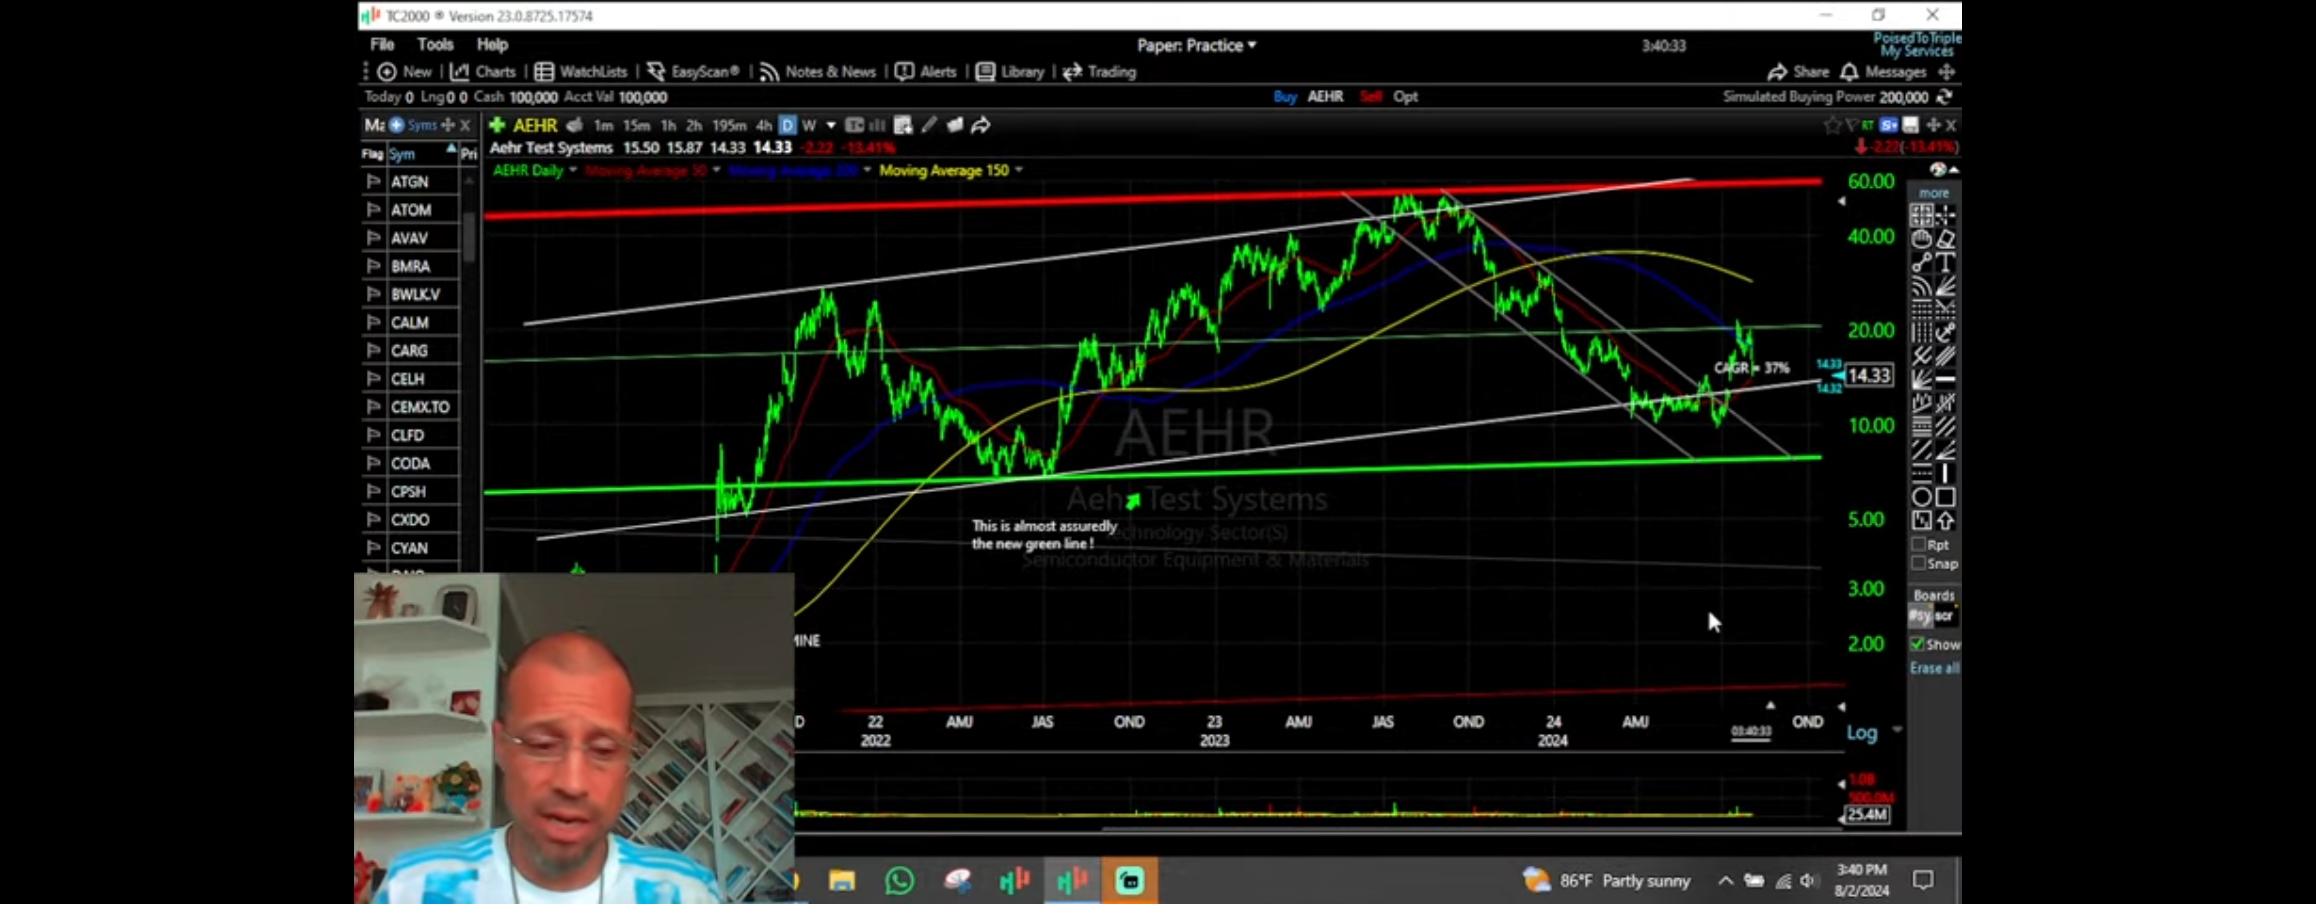 TC2000 ® Version 23.0.8725.17574
File Tools Help
Paper: Practice
3:40:33
PoisedToTriple
My Services
New Charts WatchLists EasyScan® Notes & News Alerts Library Trading
Share Messages
Today 0 Lng 0 0 Cash 100,000 Acct Val 100,000
Buy AEHR Sell Opt
Simulated Buying Power 200,000
Syms X
AEHR 1m 15m 1h 2h 195m 4h D W
RT
Flag Sym Pri
Aehr Test Systems 15.50 15.87 14.33 14.33 -2.22 -13.41%
-2.22(-13.41%)
AEHR Daily Moving Average 50 Moving Average 200 Moving Average 150
ATGN
ATOM
AVAV
BMRA
BWLK.V
CALM
CARG
CELH
CEMX.TO
CLFD
CODA
CPSH
CXDO
CYAN
60.00
40.00
20.00
CAGR = 37%
14.33
14.33
14.32
10.00
5.00
3.00
2.00
AEHR
Aehr Test Systems
Technology Sector(S)
Semiconductor Equipment & Materials
This is almost assuredly
the new green line !
MINE
more
Rpt
Snap
Boards
scr
Show
Erase all
22 AMJ JAS OND 23 AMJ JAS OND 24 AMJ OND
2022 2023 2024
03:40:33
Log
1.0B
500.0M
25.4M
86°F Partly sunny
3:40 PM
8/2/2024